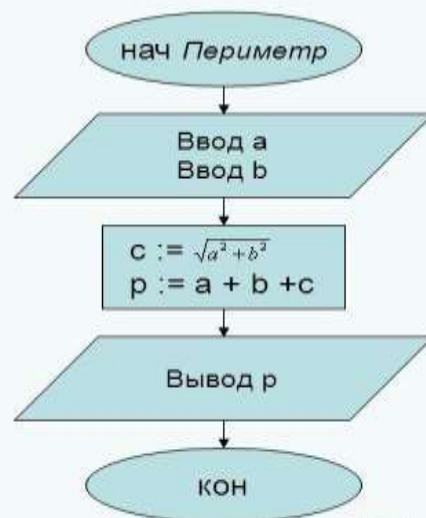 нач Периметр
Ввод a
Ввод b
c := √a² + b²
p := a + b +c
Вывод p
кон